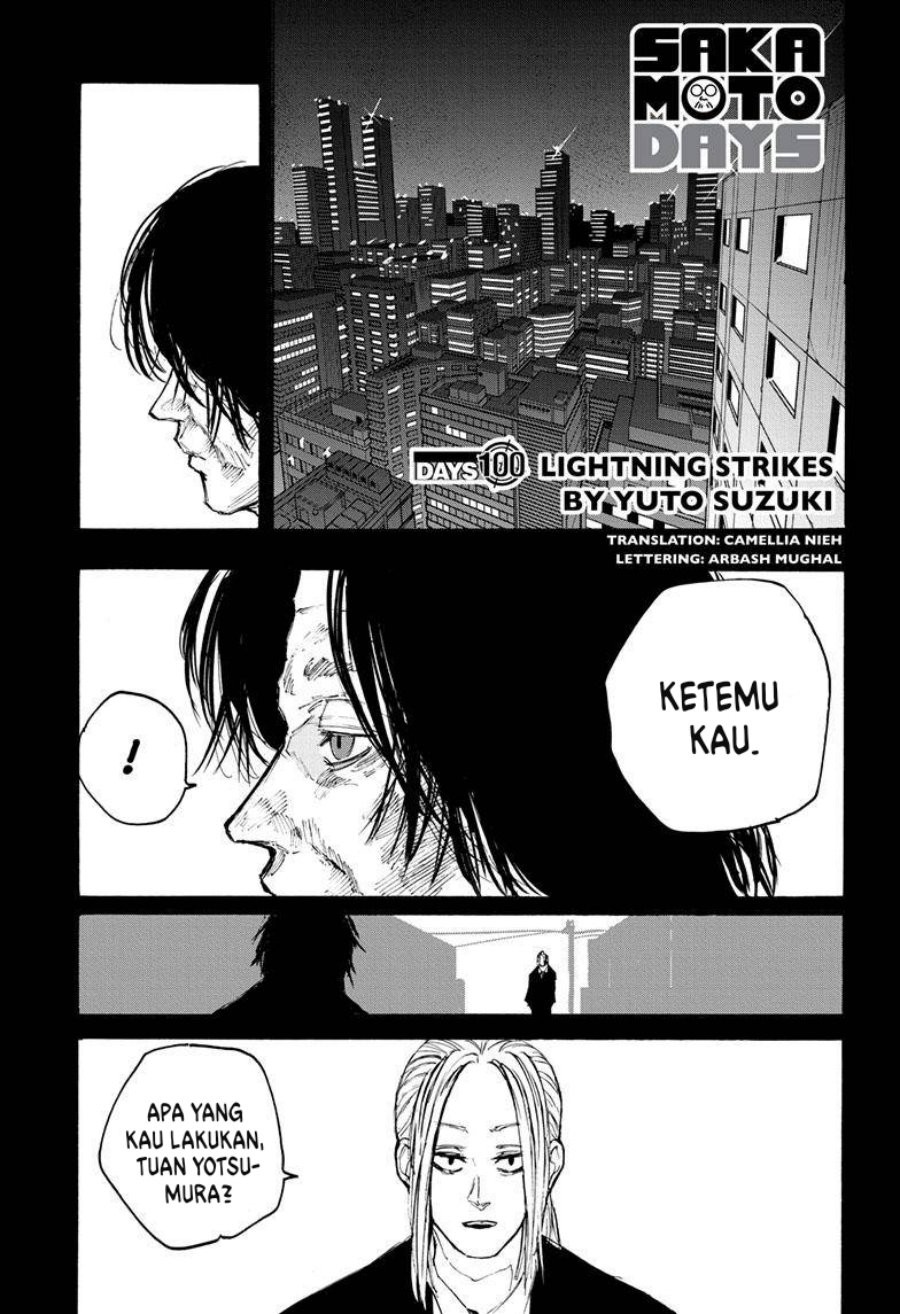 SAKA
MOTO
DAYS
DAYS 100 LIGHTNING STRIKES
BY YUTO SUZUKI
TRANSLATION: CAMELLIA NIEH
LETTERING: ARBASH MUGHAL
KETEMU
KAU.
!
APA YANG
KAU LAKUKAN,
TUAN YOTSU-
MURA?